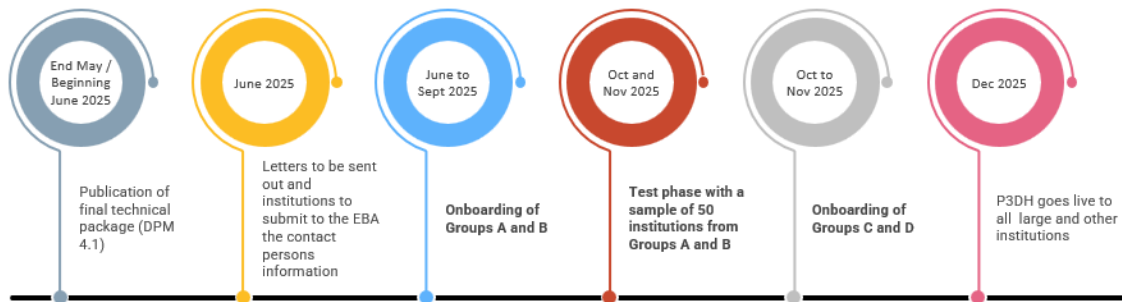 End May /
Beginning
June 2025
Publication of
final technical
package (DPM
4.1)
June 2025
Letters to be sent
out and
institutions to
submit to the EBA
the contact
persons
information
June to
Sept 2025
Onboarding of
Groups A and B
Oct and
Nov 2025
Test phase with a
sample of 50
institutions from
Groups A and B
Oct to
Nov 2025
Onboarding of
Groups C and D
Dec 2025
P3DH goes live to
all large and other
institutions